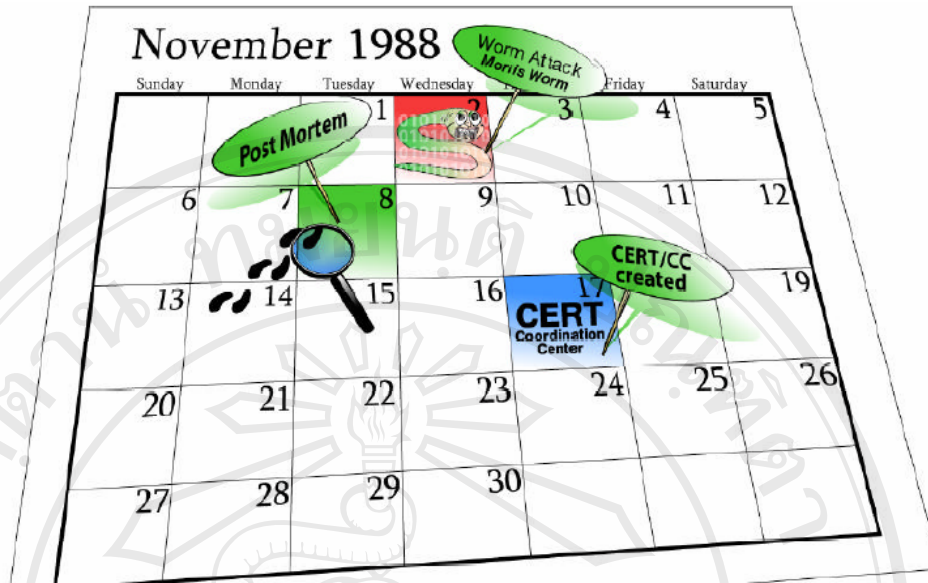 November 1988
Worm Attack
Morris Worm
Sunday Monday Tuesday Wednesday Friday Saturday
1 2 3 4 5
Post Mortem
6 7 8 9 10 11 12
CERT/CC
created
13 14 15 16 17 19
CERT
Coordination
Center
20 21 22 23 24 25 26
27 28 29 30